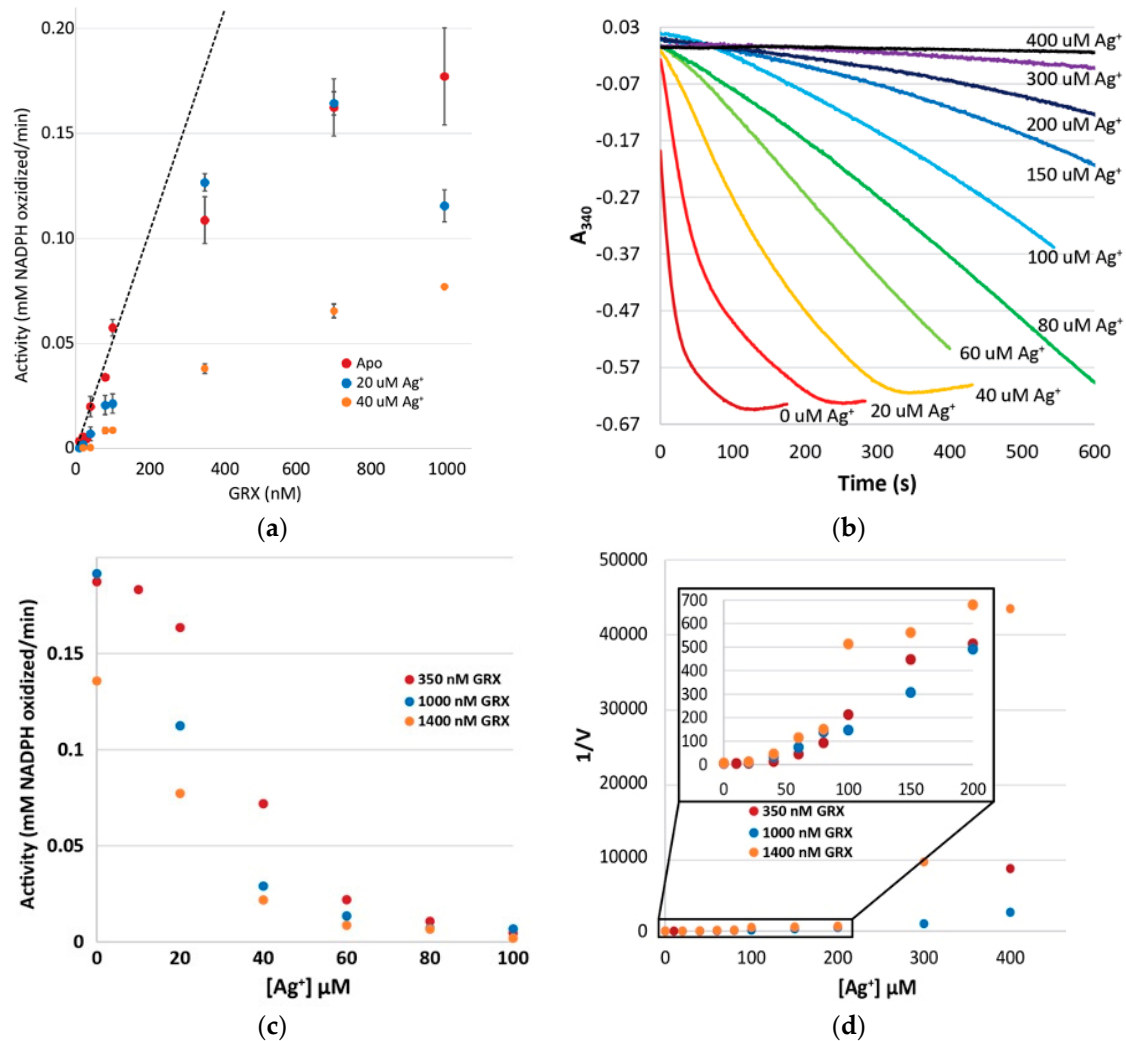 0.20
0.15
0.10
0.05
0
Activity (mM NADPH oxzidized/min)
Apo
20 uM Ag⁺
40 uM Ag⁺
0
200
400
600
800
1000
GRX (nM)
(a)
0.03
-0.07
-0.17
-0.27
-0.37
-0.47
-0.57
-0.67
A₃₄₀
400 uM Ag⁺
300 uM Ag⁺
200 uM Ag⁺
150 uM Ag⁺
100 uM Ag⁺
80 uM Ag⁺
60 uM Ag⁺
40 uM Ag⁺
20 uM Ag⁺
0 uM Ag⁺
0
100
200
300
400
500
600
Time (s)
(b)
0.15
0.1
0.05
0
Activity (mM NADPH oxidized/min)
350 nM GRX
1000 nM GRX
1400 nM GRX
0
20
40
60
80
100
[Ag⁺] µM
(c)
50000
40000
30000
20000
10000
0
1/V
700
600
500
400
300
200
100
0
0
50
100
150
200
350 nM GRX
1000 nM GRX
1400 nM GRX
0
100
200
300
400
[Ag⁺] µM
(d)